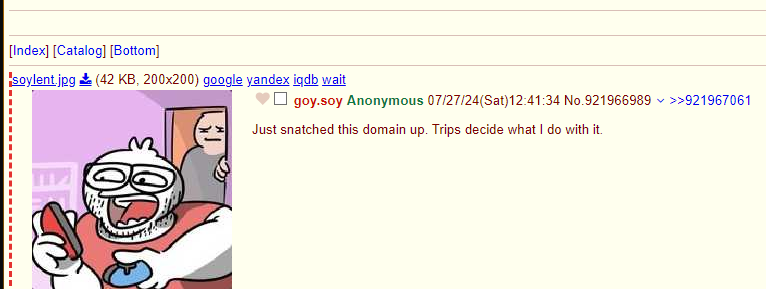 [Index] [Catalog] [Bottom]
soylent.jpg (42 KB, 200x200) google yandex iqdb wait
goy.soy Anonymous 07/27/24(Sat)12:41:34 No.921966989 >>921967061
Just snatched this domain up. Trips decide what I do with it.